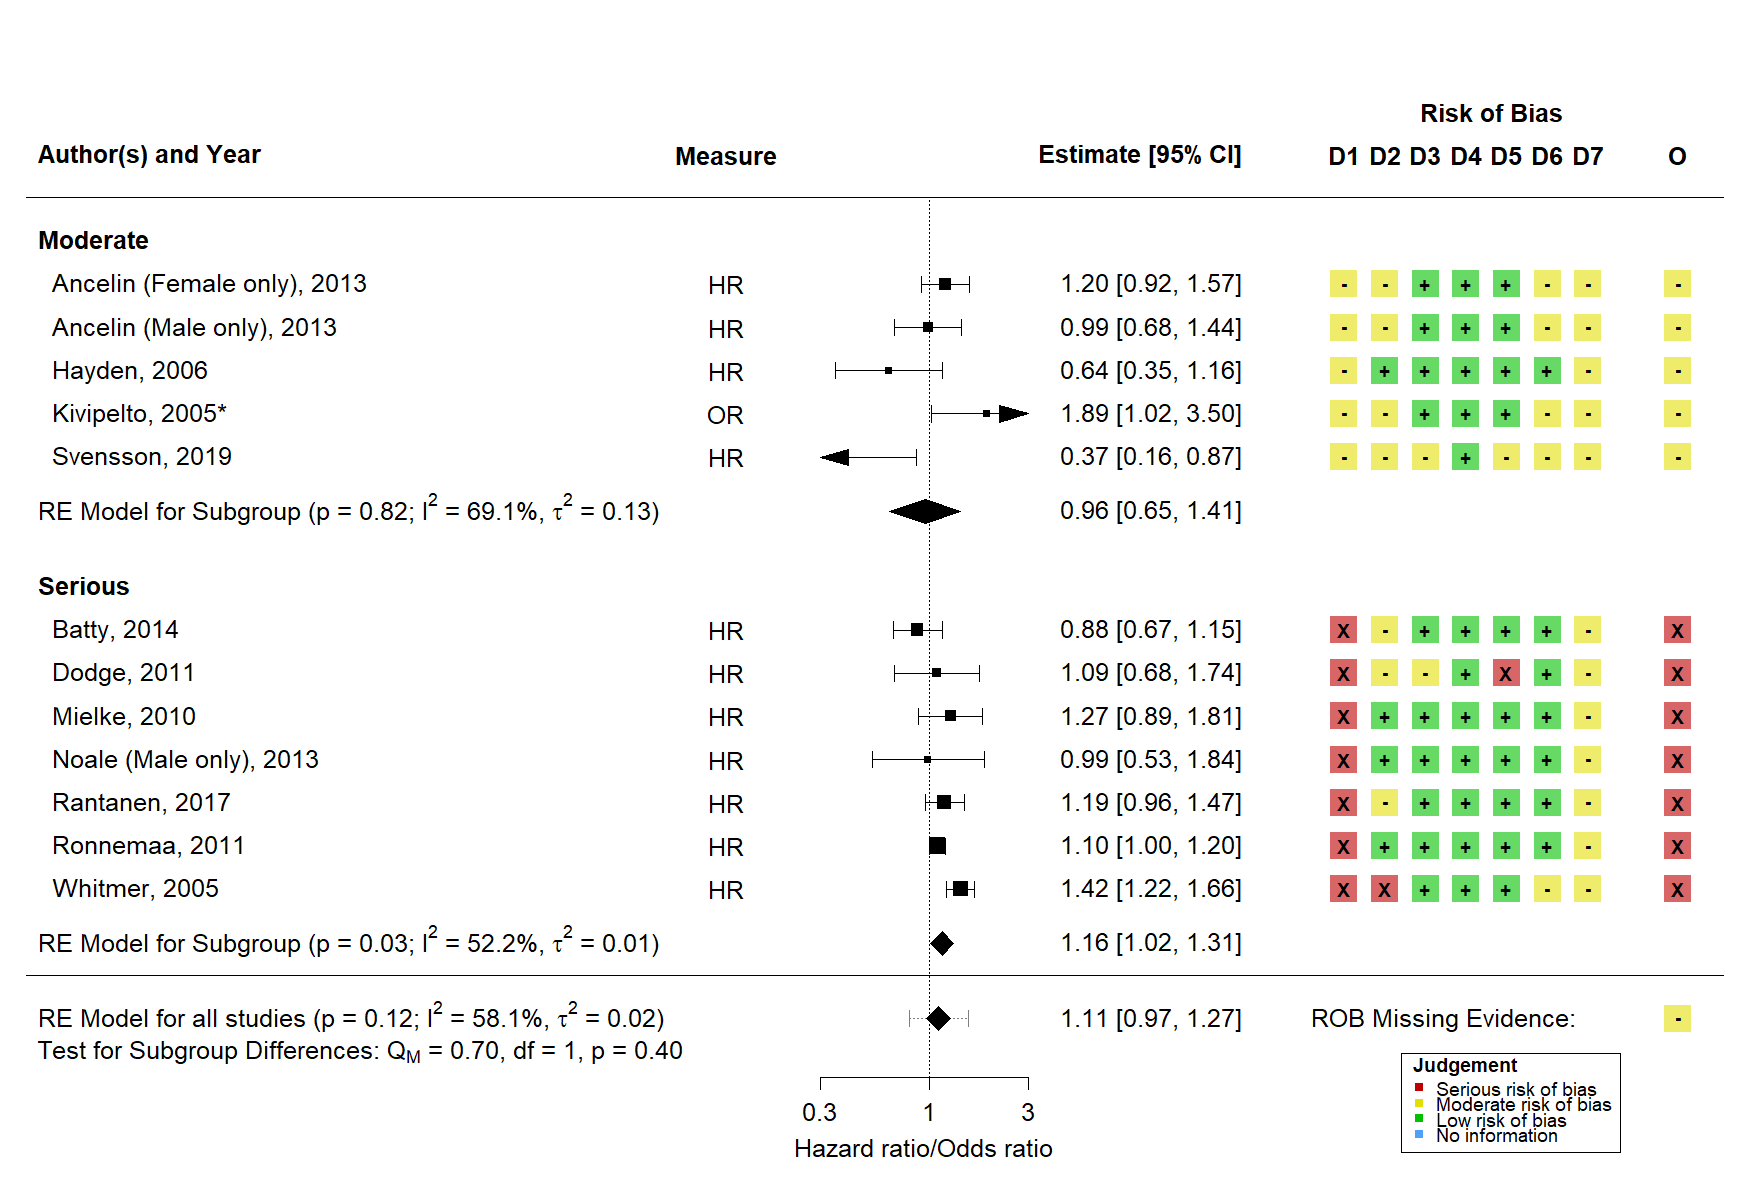 Risk of Bias
Author(s) and Year Measure Estimate [95% CI] D1 D2 D3 D4 D5 D6 D7 O
Moderate
Ancelin (Female only), 2013 HR 1.20 [0.92, 1.57] - - + + + - - -
Ancelin (Male only), 2013 HR 0.99 [0.68, 1.44] - - + + + - - -
Hayden, 2006 HR 0.64 [0.35, 1.16] - + + + + + - -
Kivipelto, 2005* OR 1.89 [1.02, 3.50] - - + + + - - -
Svensson, 2019 HR 0.37 [0.16, 0.87] - - - + - - - -
RE Model for Subgroup (p = 0.82; I² = 69.1%, τ² = 0.13) 0.96 [0.65, 1.41]
Serious
Batty, 2014 HR 0.88 [0.67, 1.15] X - + + + + - X
Dodge, 2011 HR 1.09 [0.68, 1.74] X - - + X + - X
Mielke, 2010 HR 1.27 [0.89, 1.81] X + + + + + - X
Noale (Male only), 2013 HR 0.99 [0.53, 1.84] X + + + + + - X
Rantanen, 2017 HR 1.19 [0.96, 1.47] X - + + + + - X
Ronnemaa, 2011 HR 1.10 [1.00, 1.20] X + + + + + - X
Whitmer, 2005 HR 1.42 [1.22, 1.66] X X + + + - - X
RE Model for Subgroup (p = 0.03; I² = 52.2%, τ² = 0.01) 1.16 [1.02, 1.31]
RE Model for all studies (p = 0.12; I² = 58.1%, τ² = 0.02) 1.11 [0.97, 1.27] ROB Missing Evidence: -
Test for Subgroup Differences: Q_M = 0.70, df = 1, p = 0.40
Judgement
Serious risk of bias
Moderate risk of bias
Low risk of bias
No information
0.3 1 3
Hazard ratio/Odds ratio